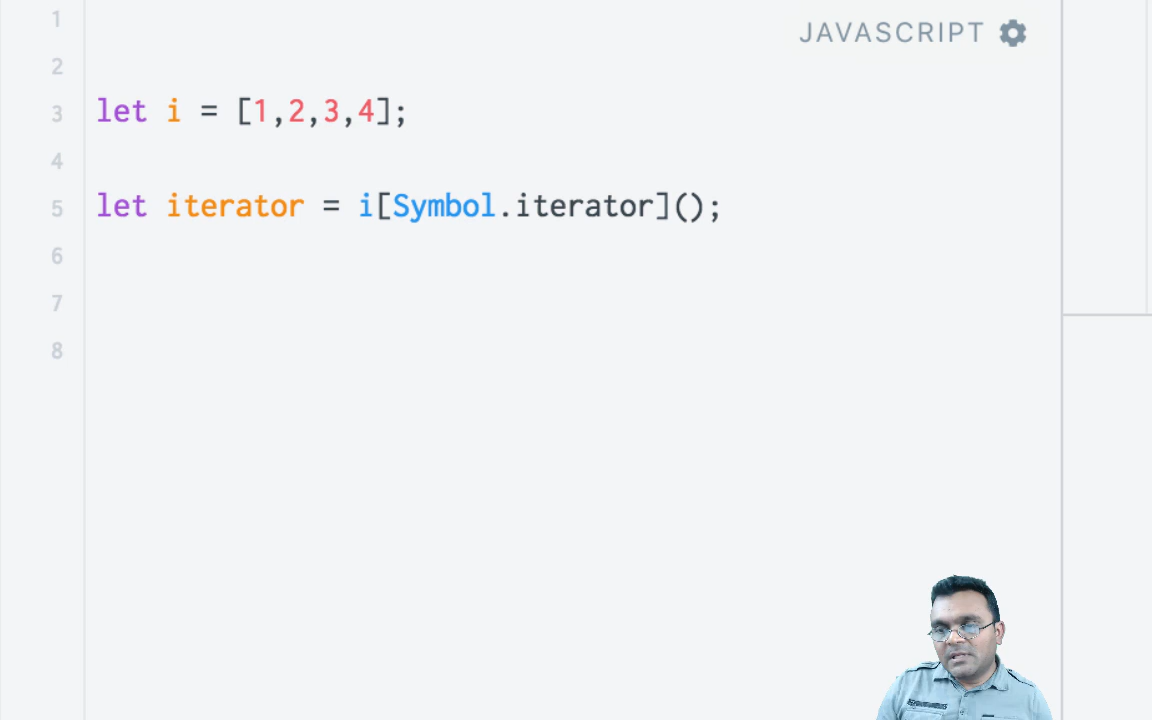 1
JAVASCRIPT
2
3 let i = [1,2,3,4];
4
5 let iterator = i[Symbol.iterator]();
6
7
8